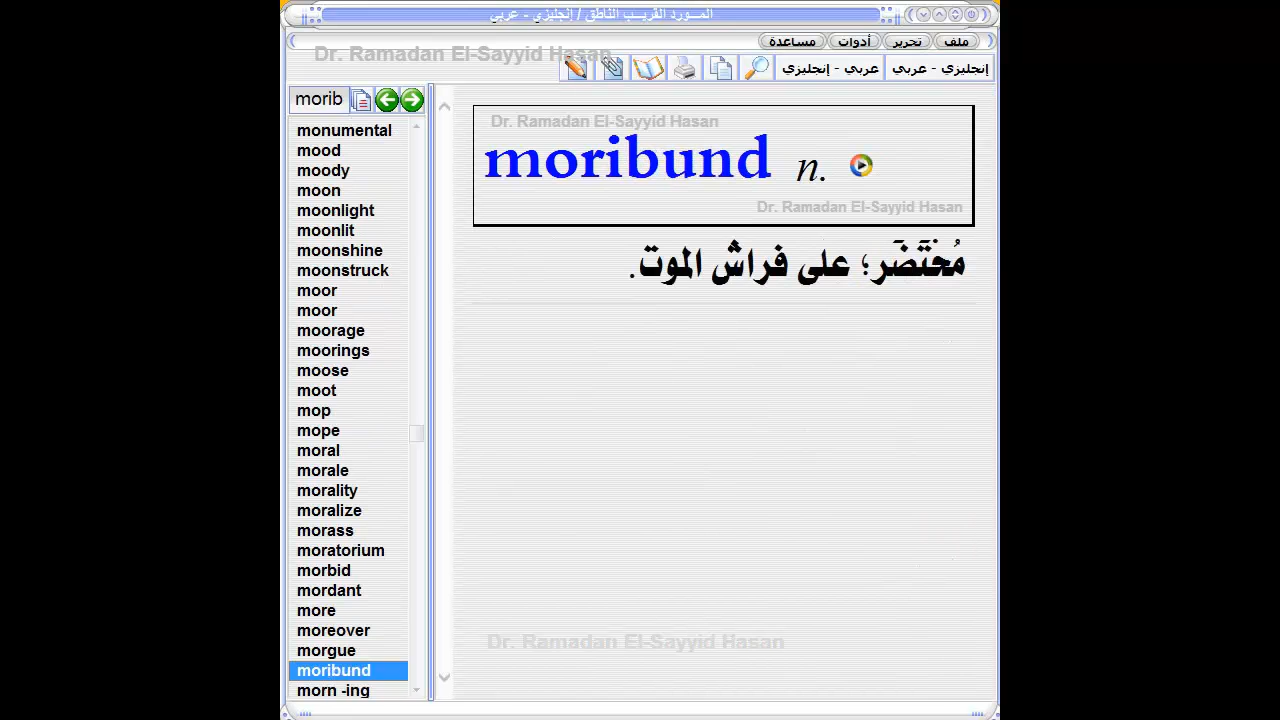 المـــورد القريـــب الناطق / إنجليزي - عربي
ملف تحرير أدوات مساعدة
Dr. Ramadan El-Sayyid Hasan
إنجليزي - عربي عربي - إنجليزي
morib
monumental
mood
moody
moon
moonlight
moonlit
moonshine
moonstruck
moor
moor
moorage
moorings
moose
moot
mop
mope
moral
morale
morality
moralize
morass
moratorium
morbid
mordant
more
moreover
morgue
moribund
morn -ing
Dr. Ramadan El-Sayyid Hasan
moribund n.
Dr. Ramadan El-Sayyid Hasan
مُحْتَضَر؛ على فراش الموت.
Dr. Ramadan El-Sayyid Hasan